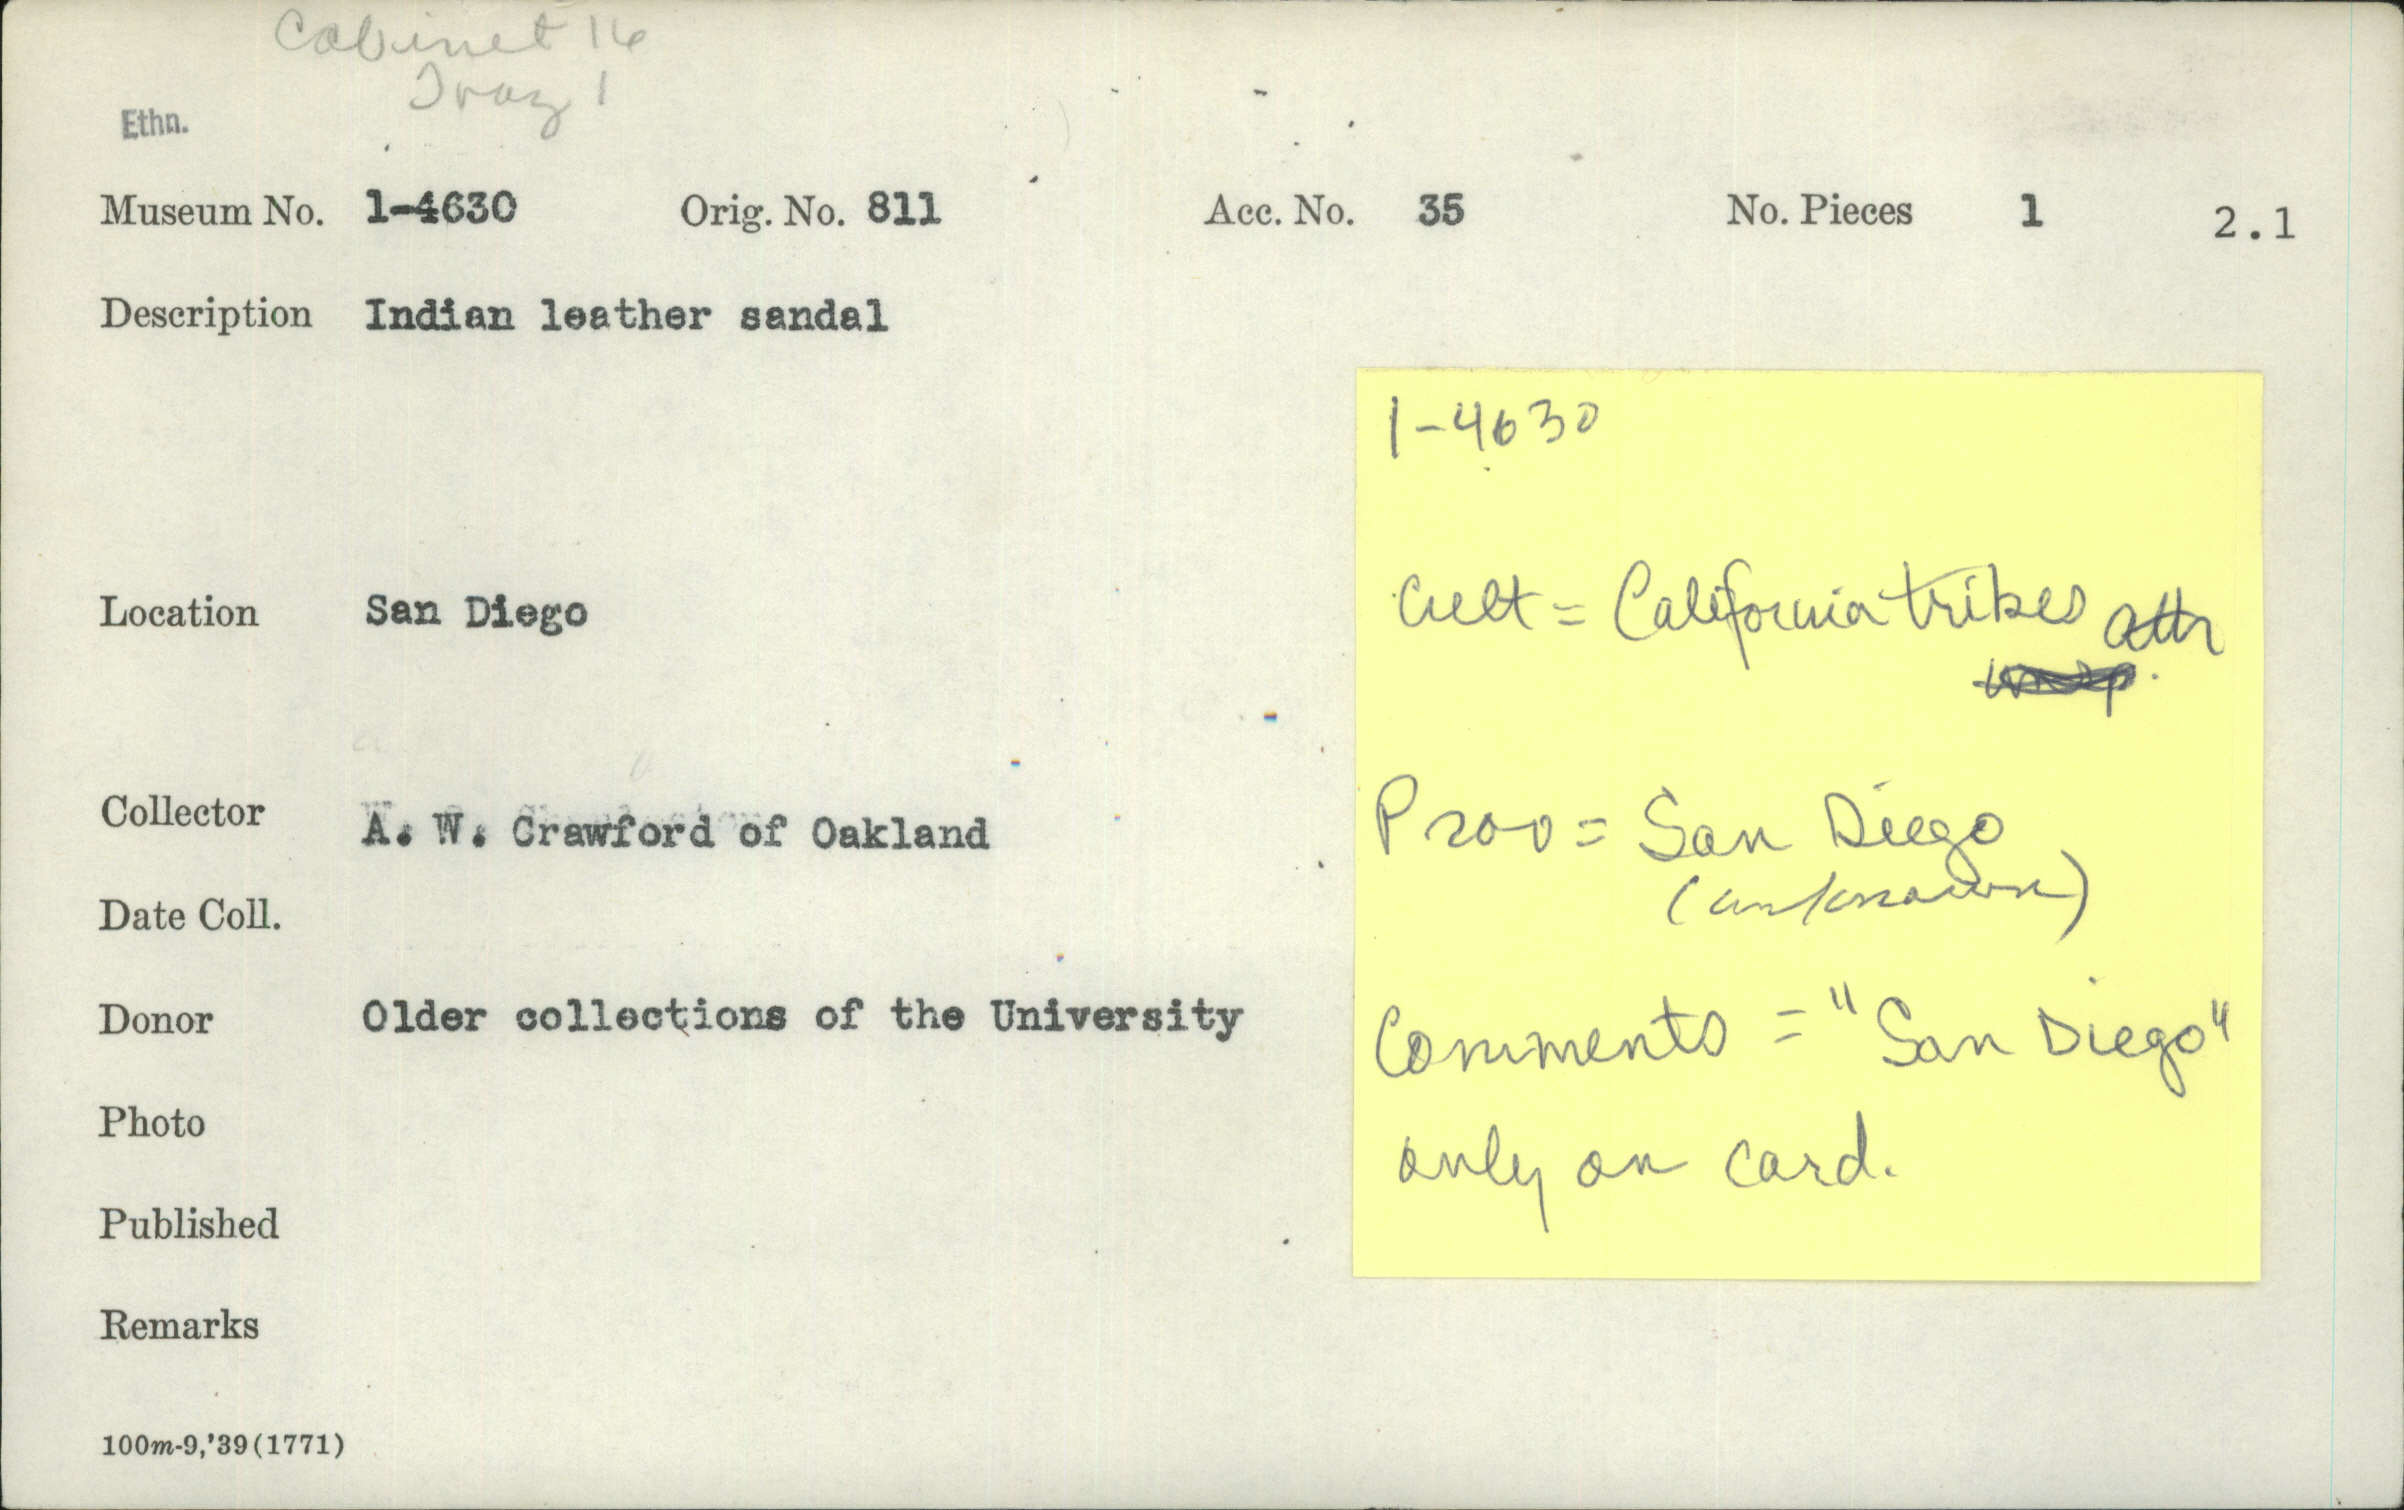 Cabinet 16
Tray 1
Ethn.
Museum No. 1-4630 Orig. No. 811 Acc. No. 35 No. Pieces 1 2.1
Description Indian leather sandal
Location San Diego
Collector A. W. Crawford of Oakland
Date Coll.
Donor Older collections of the University
Photo
Published
Remarks
100m-9,'39(1771)
1-4630
Cult = California tribes attr
Prov = San Diego
(unknown)
Comments = "San Diego"
only on card.